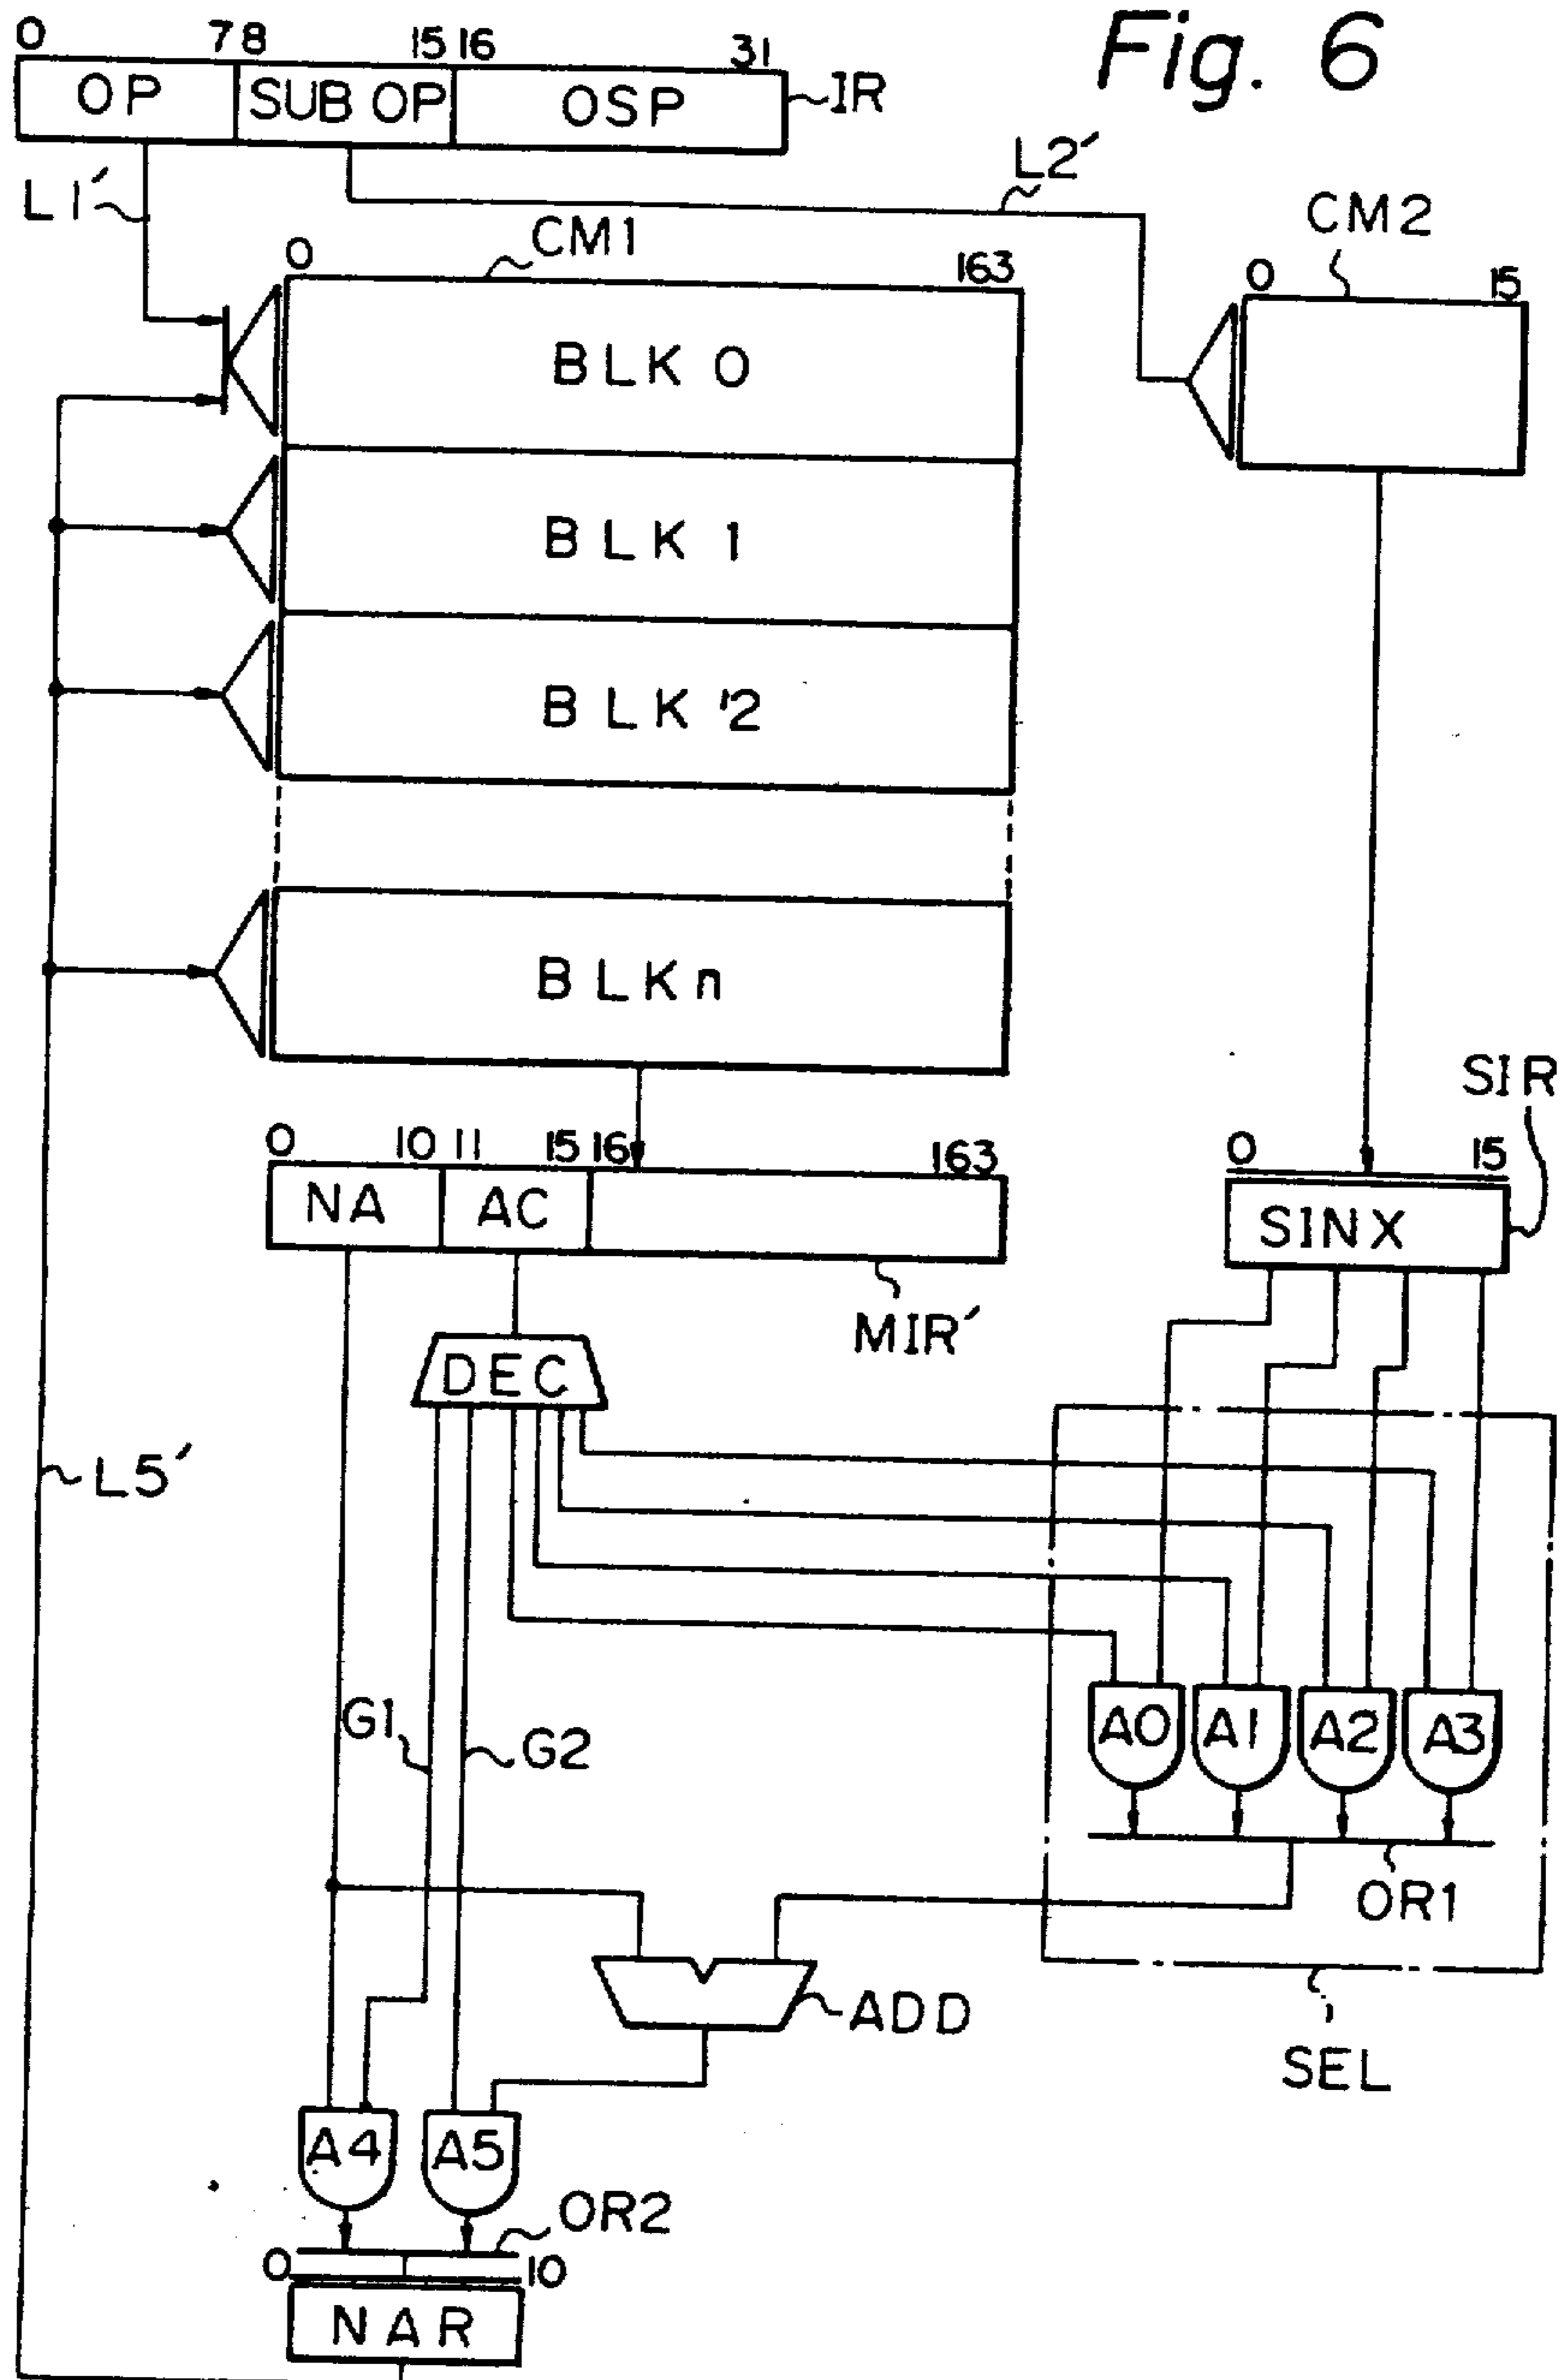 Fig. 6
0 7 8 15 16 31
OP SUB OP OSP IR
L1′ L2′
CM1 CM2
0 163 0 15
BLK 0
BLK 1
BLK 2
BLK n
SIR
0 10 11 15 16 163 0 15
NA AC SINX
MIR′
DEC
L5′
G1 G2
A0 A1 A2 A3
OR1
ADD
SEL
A4 A5
OR2
0 10
NAR